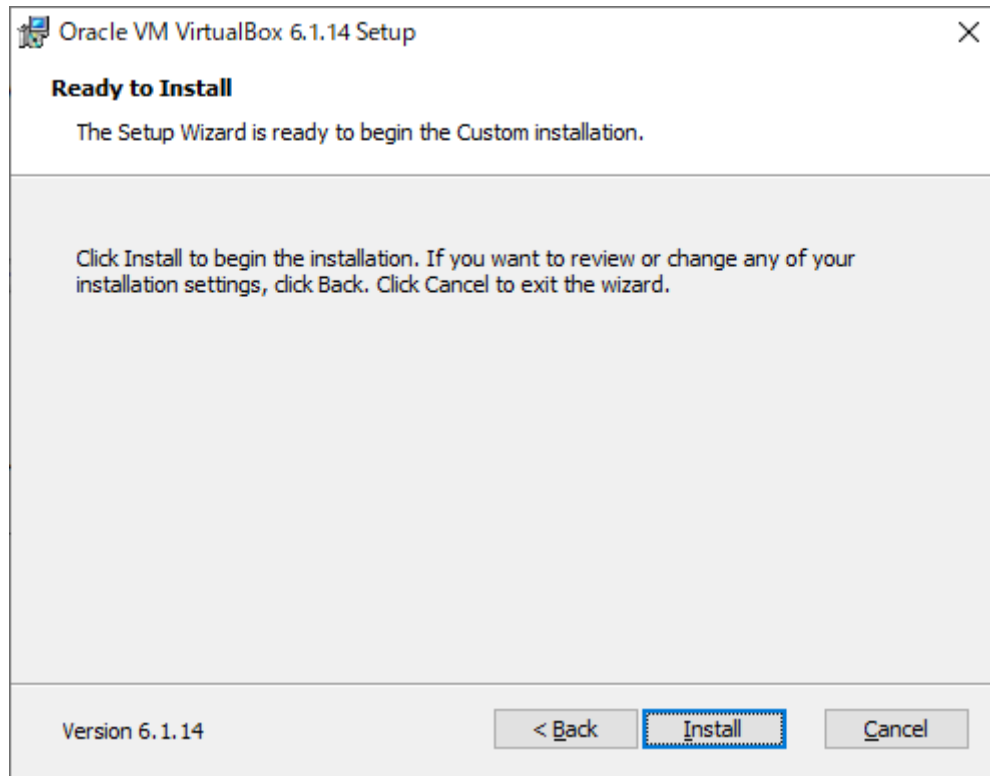 Oracle VM VirtualBox 6.1.14 Setup
Ready to Install
The Setup Wizard is ready to begin the Custom installation.
Click Install to begin the installation. If you want to review or change any of your
installation settings, click Back. Click Cancel to exit the wizard.
Version 6.1.14
< Back
Install
Cancel